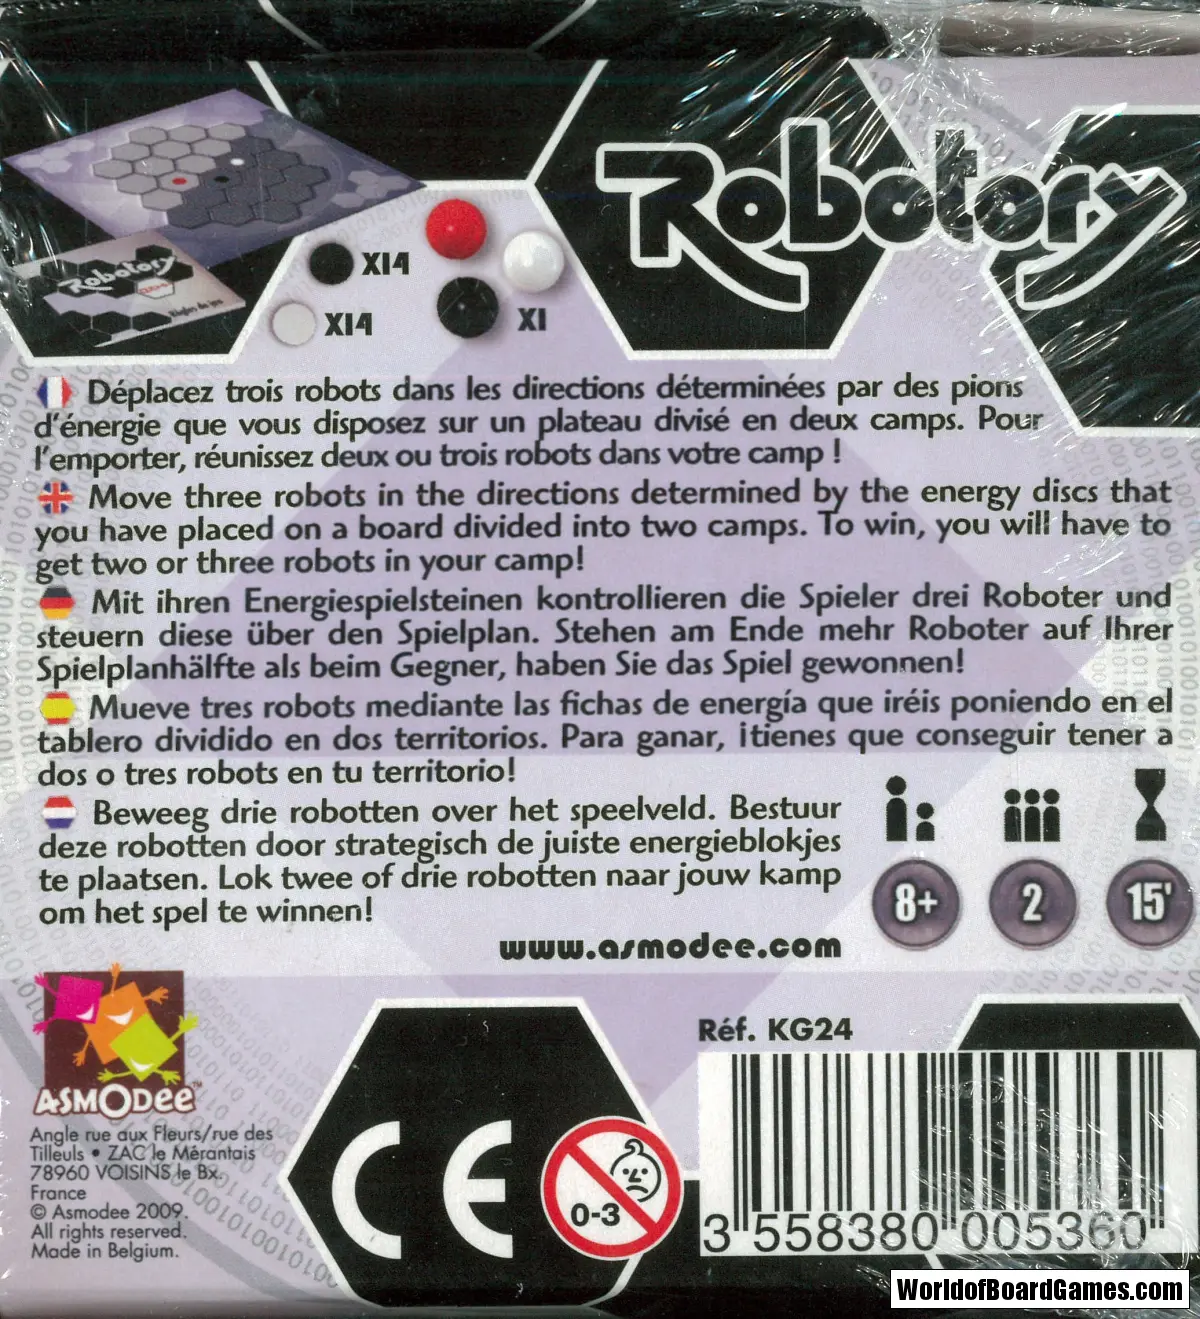 Robotory
Robotory
Règles du jeu
X14
X14
X1
Déplacez trois robots dans les directions déterminées par des pions
d'énergie que vous disposez sur un plateau divisé en deux camps. Pour
l'emporter, réunissez deux ou trois robots dans votre camp !
Move three robots in the directions determined by the energy discs that
you have placed on a board divided into two camps. To win, you will have to
get two or three robots in your camp!
Mit ihren Energiespielsteinen kontrollieren die Spieler drei Roboter und
steuern diese über den Spielplan. Stehen am Ende mehr Roboter auf Ihrer
Spielplanhälfte als beim Gegner, haben Sie das Spiel gewonnen!
Mueve tres robots mediante las fichas de energía que iréis poniendo en el
tablero dividido en dos territorios. Para ganar, ¡tienes que conseguir tener a
dos o tres robots en tu territorio!
Beweeg drie robotten over het speelveld. Bestuur
deze robotten door strategisch de juiste energieblokjes
te plaatsen. Lok twee of drie robotten naar jouw kamp
om het spel te winnen!
8+
2
15'
www.asmodee.com
ASMODee™
Angle rue aux Fleurs/rue des
Tilleuls • ZAC le Mérantais
78960 VOISINS le Bx.
France
© Asmodee 2009.
All rights reserved.
Made in Belgium.
CE
0-3
Réf. KG24
3 558380 005360
WorldofBoardGames.com